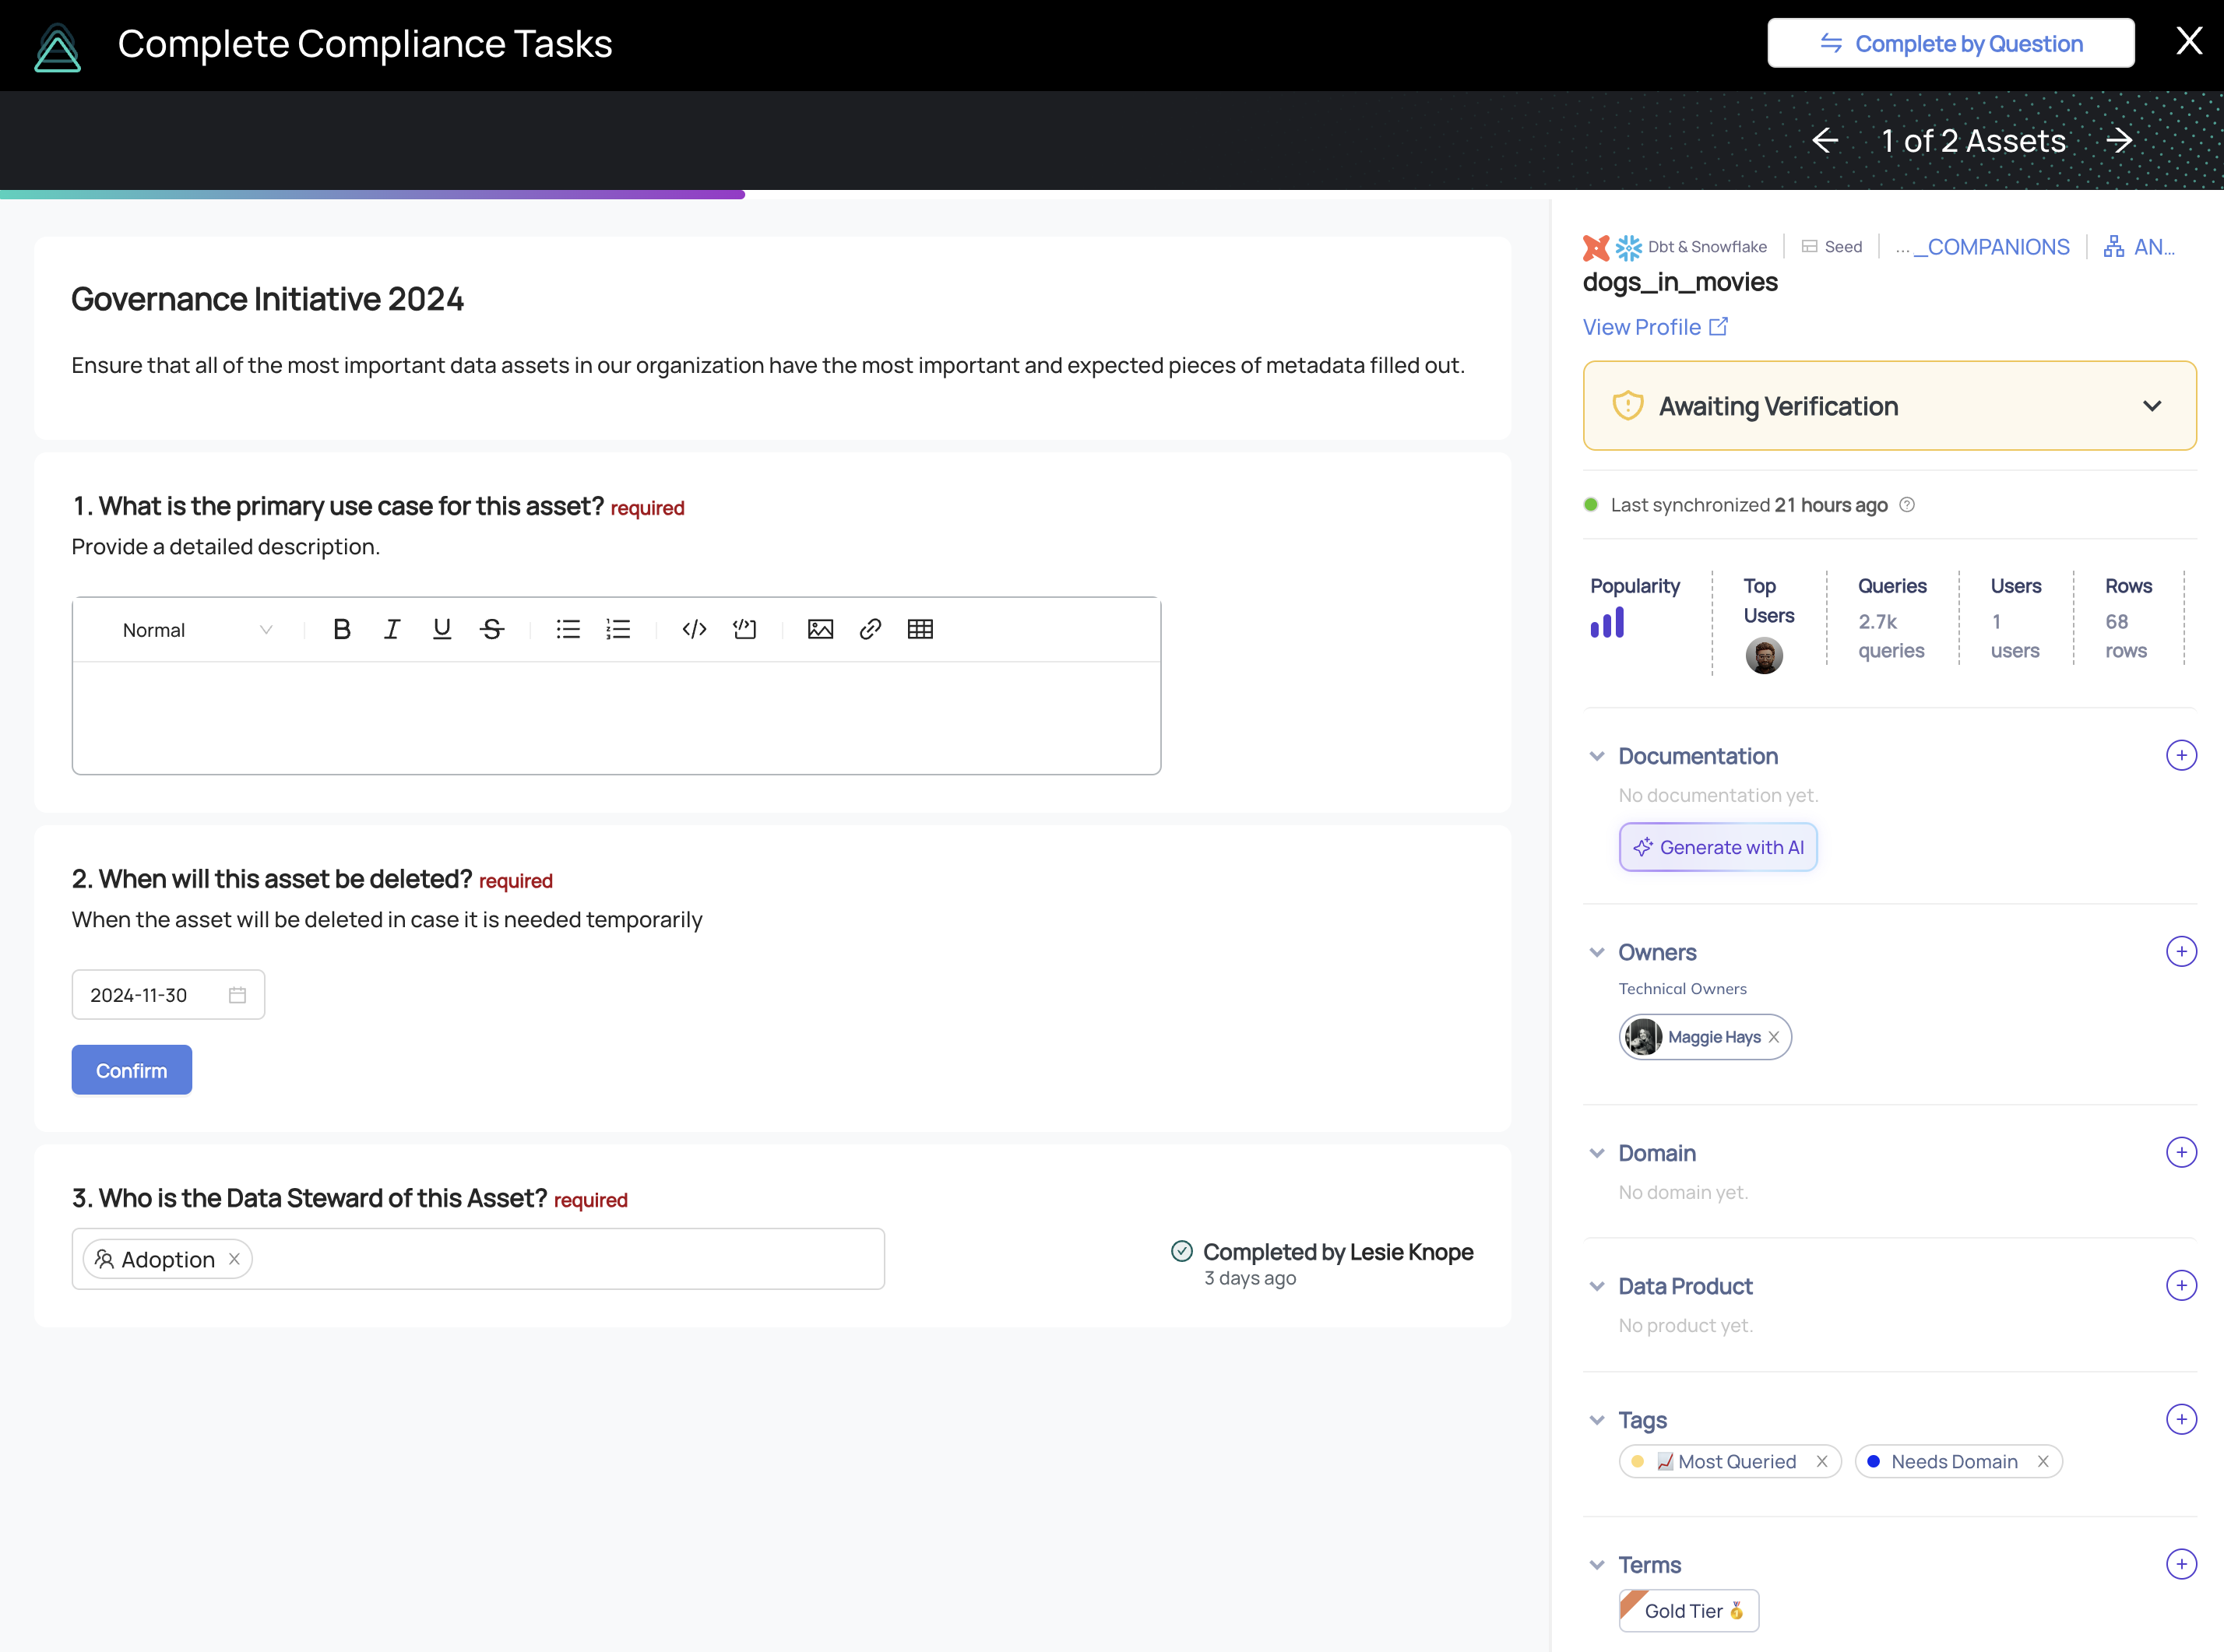 Complete Compliance Tasks
Complete by Question
1 of 2 Assets
Governance Initiative 2024
Ensure that all of the most important data assets in our organization have the most important and expected pieces of metadata filled out.
1. What is the primary use case for this asset? required
Provide a detailed description.
Normal
2. When will this asset be deleted? required
When the asset will be deleted in case it is needed temporarily
2024-11-30
Confirm
3. Who is the Data Steward of this Asset? required
Adoption
Completed by Lesie Knope
3 days ago
Dbt & Snowflake
Seed
..._COMPANIONS
AN...
dogs_in_movies
View Profile
Awaiting Verification
Last synchronized 21 hours ago
Popularity
Top
Users
Queries
2.7k
queries
Users
1
users
Rows
68
rows
Documentation
No documentation yet.
Generate with AI
Owners
Technical Owners
Maggie Hays
Domain
No domain yet.
Data Product
No product yet.
Tags
📈 Most Queried
Needs Domain
Terms
Gold Tier 🏅